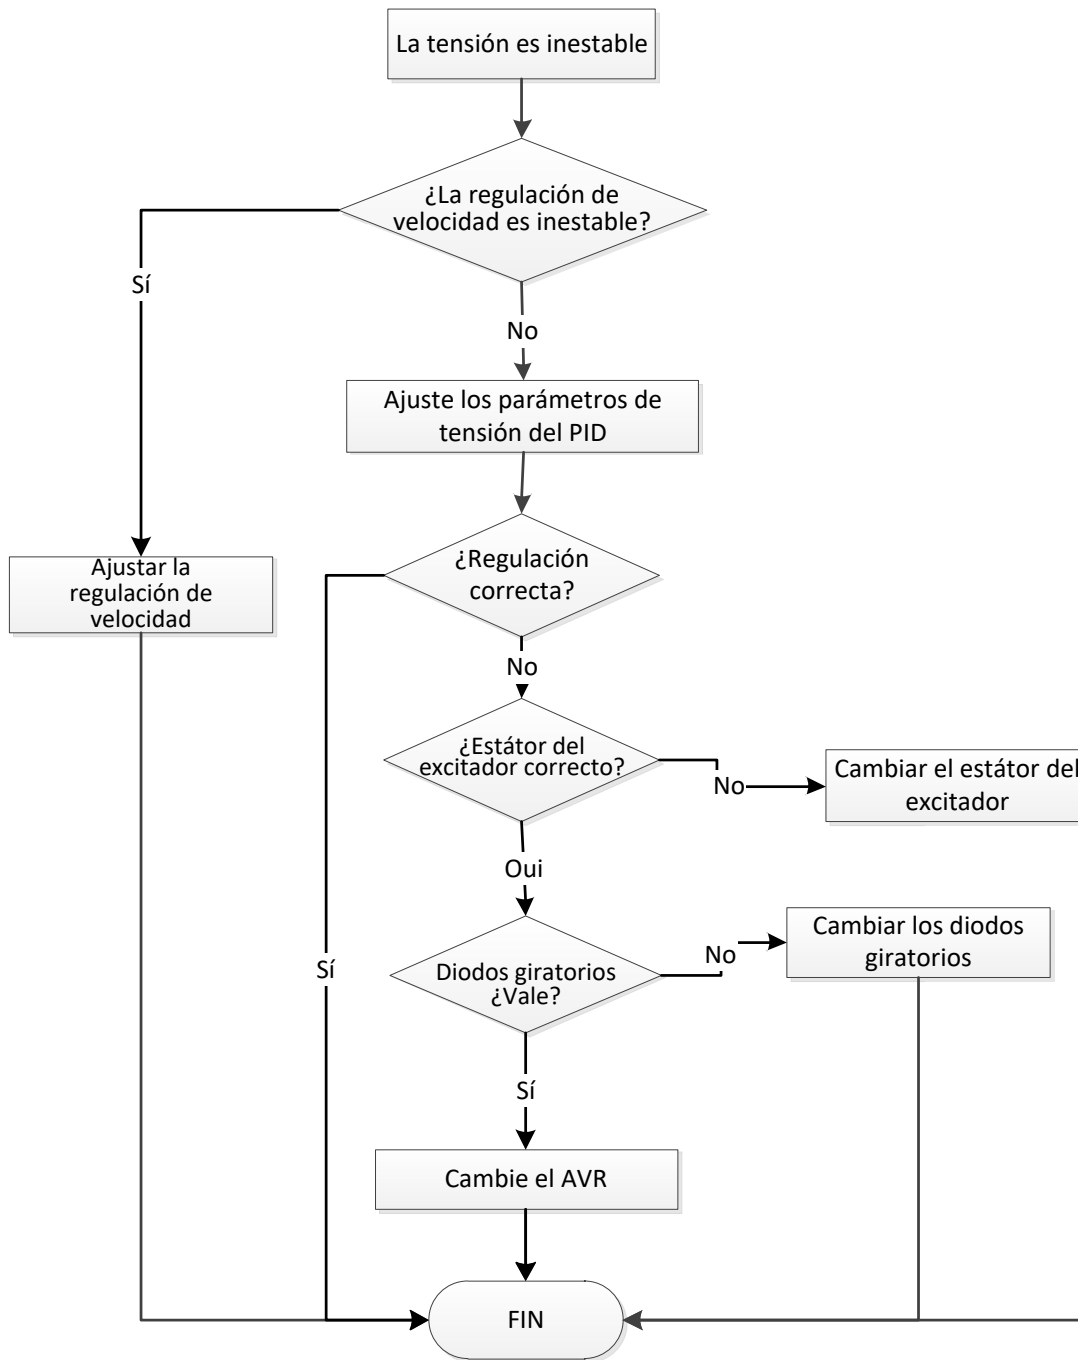 La tensión es inestable
¿La regulación de
velocidad es inestable?
Sí
No
Ajuste los parámetros de
tensión del PID
Ajustar la
regulación de
velocidad
¿Regulación
correcta?
No
¿Estátor del
excitador correcto?
No
Cambiar el estátor del
excitador
Oui
Cambiar los diodos
giratorios
No
Sí
Diodos giratorios
¿Vale?
Sí
Cambie el AVR
FIN